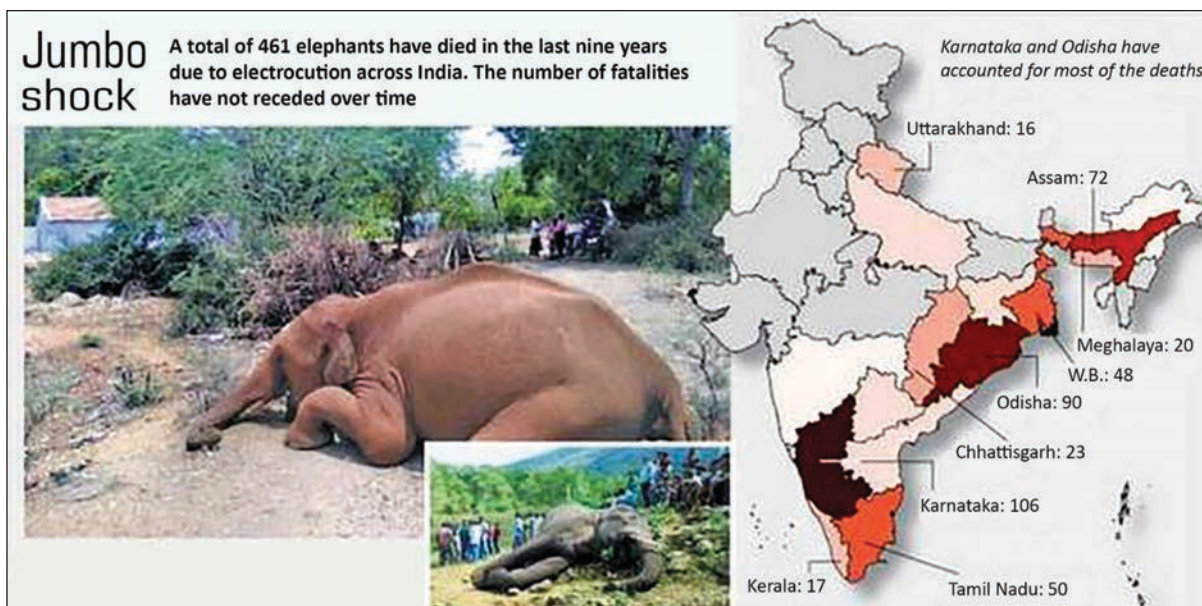 Jumbo
shock
A total of 461 elephants have died in the last nine years
due to electrocution across India. The number of fatalities
have not receded over time
Karnataka and Odisha have
accounted for most of the deaths
Uttarakhand: 16
Assam: 72
Meghalaya: 20
W.B.: 48
Odisha: 90
Chhattisgarh: 23
Karnataka: 106
Kerala: 17
Tamil Nadu: 50